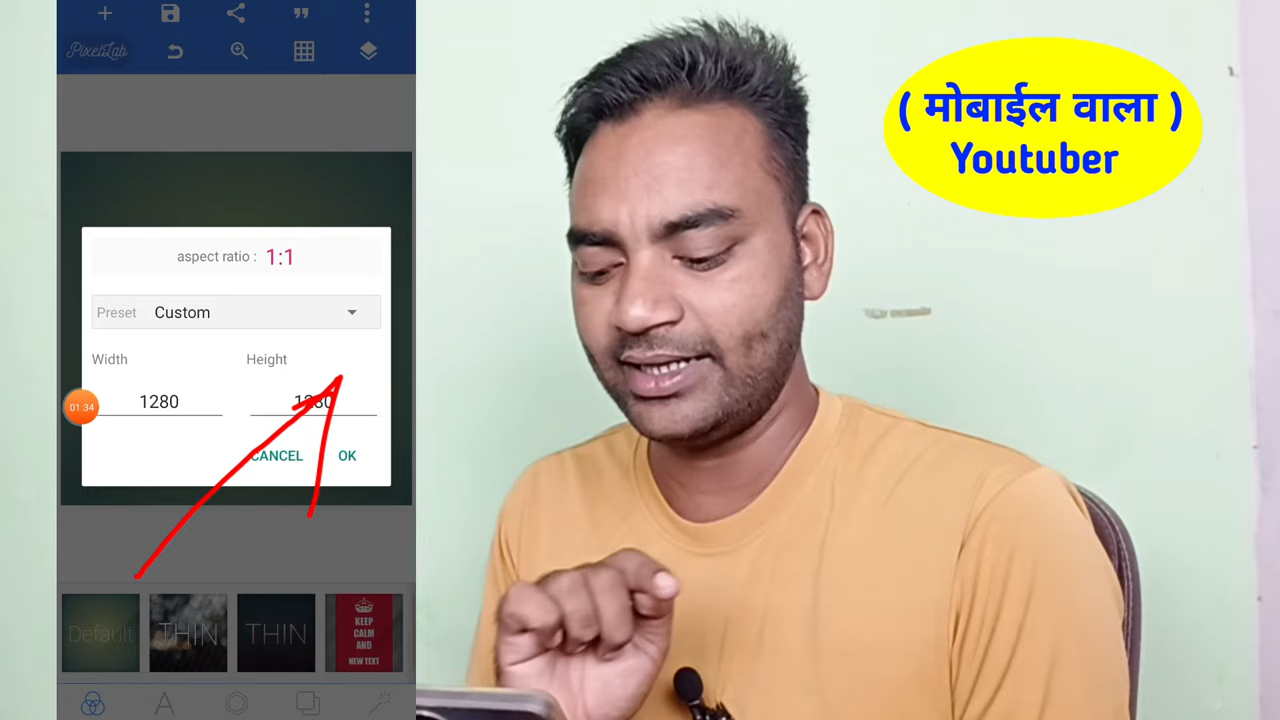 PixelLab
aspect ratio : 1:1
Preset Custom
Width Height
1280 1280
01:34
CANCEL OK
Default
THIN
THIN
KEEP
CALM
AND
NEW TEXT
( मोबाईल वाला )
Youtuber